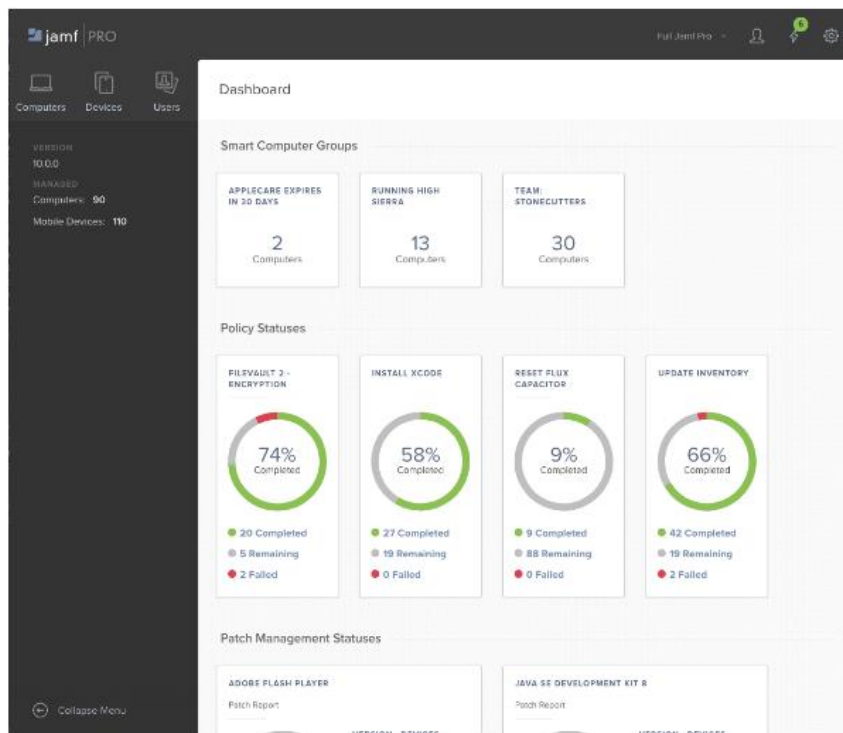 jamf PRO
Full Jamf Pro
6
Computers
Devices
Users
VERSION
10.0.0
MANAGED
Computers: 90
Mobile Devices: 110
Collapse Menu
Dashboard
Smart Computer Groups
APPLECARE EXPIRES
IN 30 DAYS
2
Computers
RUNNING HIGH
SIERRA
13
Computers
TEAM:
STONECUTTERS
30
Computers
Policy Statuses
FILEVAULT 2 -
ENCRYPTION
74%
Completed
20 Completed
5 Remaining
2 Failed
INSTALL XCODE
58%
Completed
27 Completed
19 Remaining
0 Failed
RESET FLUX
CAPACITOR
9%
Completed
9 Completed
88 Remaining
0 Failed
UPDATE INVENTORY
66%
Completed
42 Completed
19 Remaining
2 Failed
Patch Management Statuses
ADOBE FLASH PLAYER
Patch Report
VERSION DEVICES
JAVA SE DEVELOPMENT KIT 8
Patch Report
VERSION DEVICES